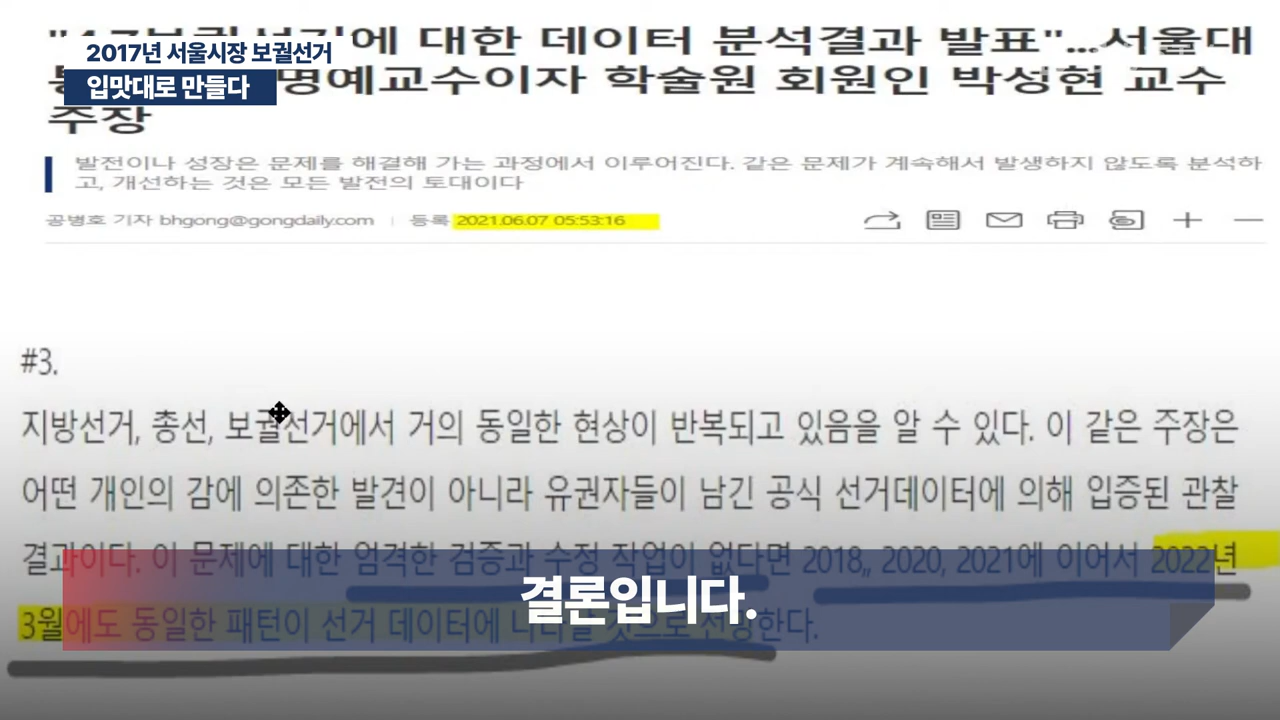 2017년 서울시장 보궐선거
입맛대로 만들다
에 대한 데이터 분석결과 발표"...서울대
명예교수이자 학술원 회원인 박성현 교수
주장
발전이나 성장은 문제를 해결해 가는 과정에서 이루어진다. 같은 문제가 계속해서 발생하지 않도록 분석하
고, 개선하는 것은 모든 발전의 토대이다
공병호 기자 bhgong@gongdaily.com | 등록 2021.06.07 05:53:16
#3.
지방선거, 총선, 보궐선거에서 거의 동일한 현상이 반복되고 있음을 알 수 있다. 이 같은 주장은
어떤 개인의 감에 의존한 발견이 아니라 유권자들이 남긴 공식 선거데이터에 의해 입증된 관찰
결과이다. 이 문제에 대한 엄격한 검증과 수정 작업이 없다면 2018,, 2020, 2021에 이어서 2022년
3월에도 동일한 패턴이 선거 데이터에 나타날 것으로 전망한다.
결론입니다.